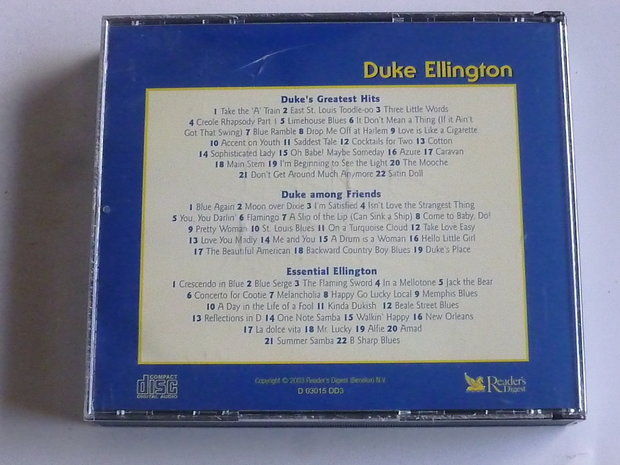 Duke Ellington
Duke's Greatest Hits
1 Take the 'A' Train 2 East St. Louis Toodle-oo 3 Three Little Words
4 Creole Rhapsody Part 1 5 Limehouse Blues 6 It Don't Mean a Thing (If it Ain't
Got That Swing) 7 Blue Ramble 8 Drop Me Off at Harlem 9 Love is Like a Cigarette
10 Accent on Youth 11 Saddest Tale 12 Cocktails for Two 13 Cotton
14 Sophisticated Lady 15 Oh Babe! Maybe Someday 16 Azure 17 Caravan
18 Main Stem 19 I'm Beginning to See the Light 20 The Mooche
21 Don't Get Around Much Anymore 22 Satin Doll
Duke among Friends
1 Blue Again 2 Moon over Dixie 3 I'm Satisfied 4 Isn't Love the Strangest Thing
5 You, You Darlin' 6 Flamingo 7 A Slip of the Lip (Can Sink a Ship) 8 Come to Baby, Do!
9 Pretty Woman 10 St. Louis Blues 11 On a Turquoise Cloud 12 Take Love Easy
13 Love You Madly 14 Me and You 15 A Drum is a Woman 16 Hello Little Girl
17 The Beautiful American 18 Backward Country Boy Blues 19 Duke's Place
Essential Ellington
1 Crescendo in Blue 2 Blue Serge 3 The Flaming Sword 4 In a Mellotone 5 Jack the Bear
6 Concerto for Cootie 7 Melancholia 8 Happy Go Lucky Local 9 Memphis Blues
10 A Day in the Life of a Fool 11 Kinda Dukish 12 Beale Street Blues
13 Reflections in D 14 One Note Samba 15 Walkin' Happy 16 New Orleans
17 La dolce vita 18 Mr. Lucky 19 Alfie 20 Amad
21 Summer Samba 22 B Sharp Blues
COMPACT
disc
DIGITAL AUDIO
Copyright © 2003 Reader's Digest (Benelux) N.V.
D 03015 DD3
Reader's
Digest